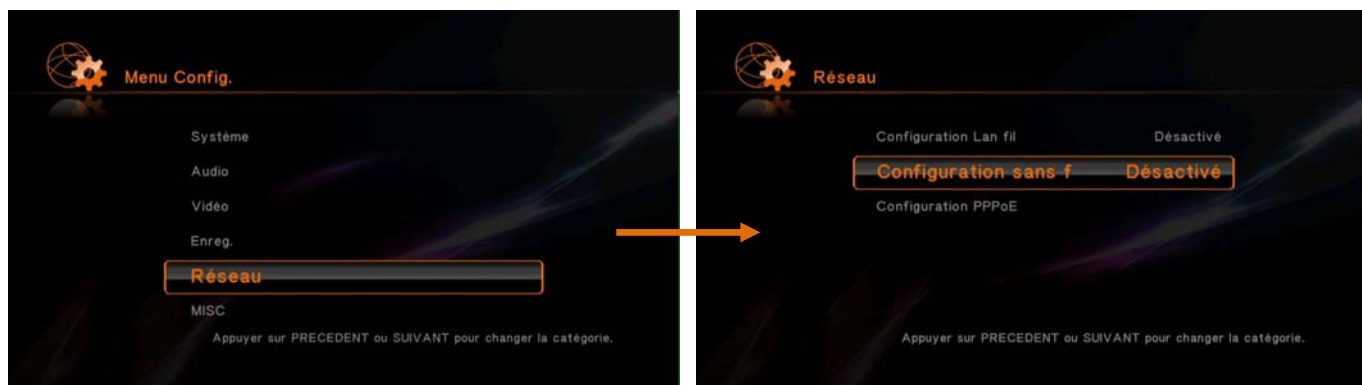 Menu Config.
Système
Audio
Vidéo
Enreg.
Réseau
MISC
Appuyer sur PRECEDENT ou SUIVANT pour changer la catégorie.
Réseau
Configuration Lan fil Désactivé
Configuration sans f Désactivé
Configuration PPPoE
Appuyer sur PRECEDENT ou SUIVANT pour changer la catégorie.